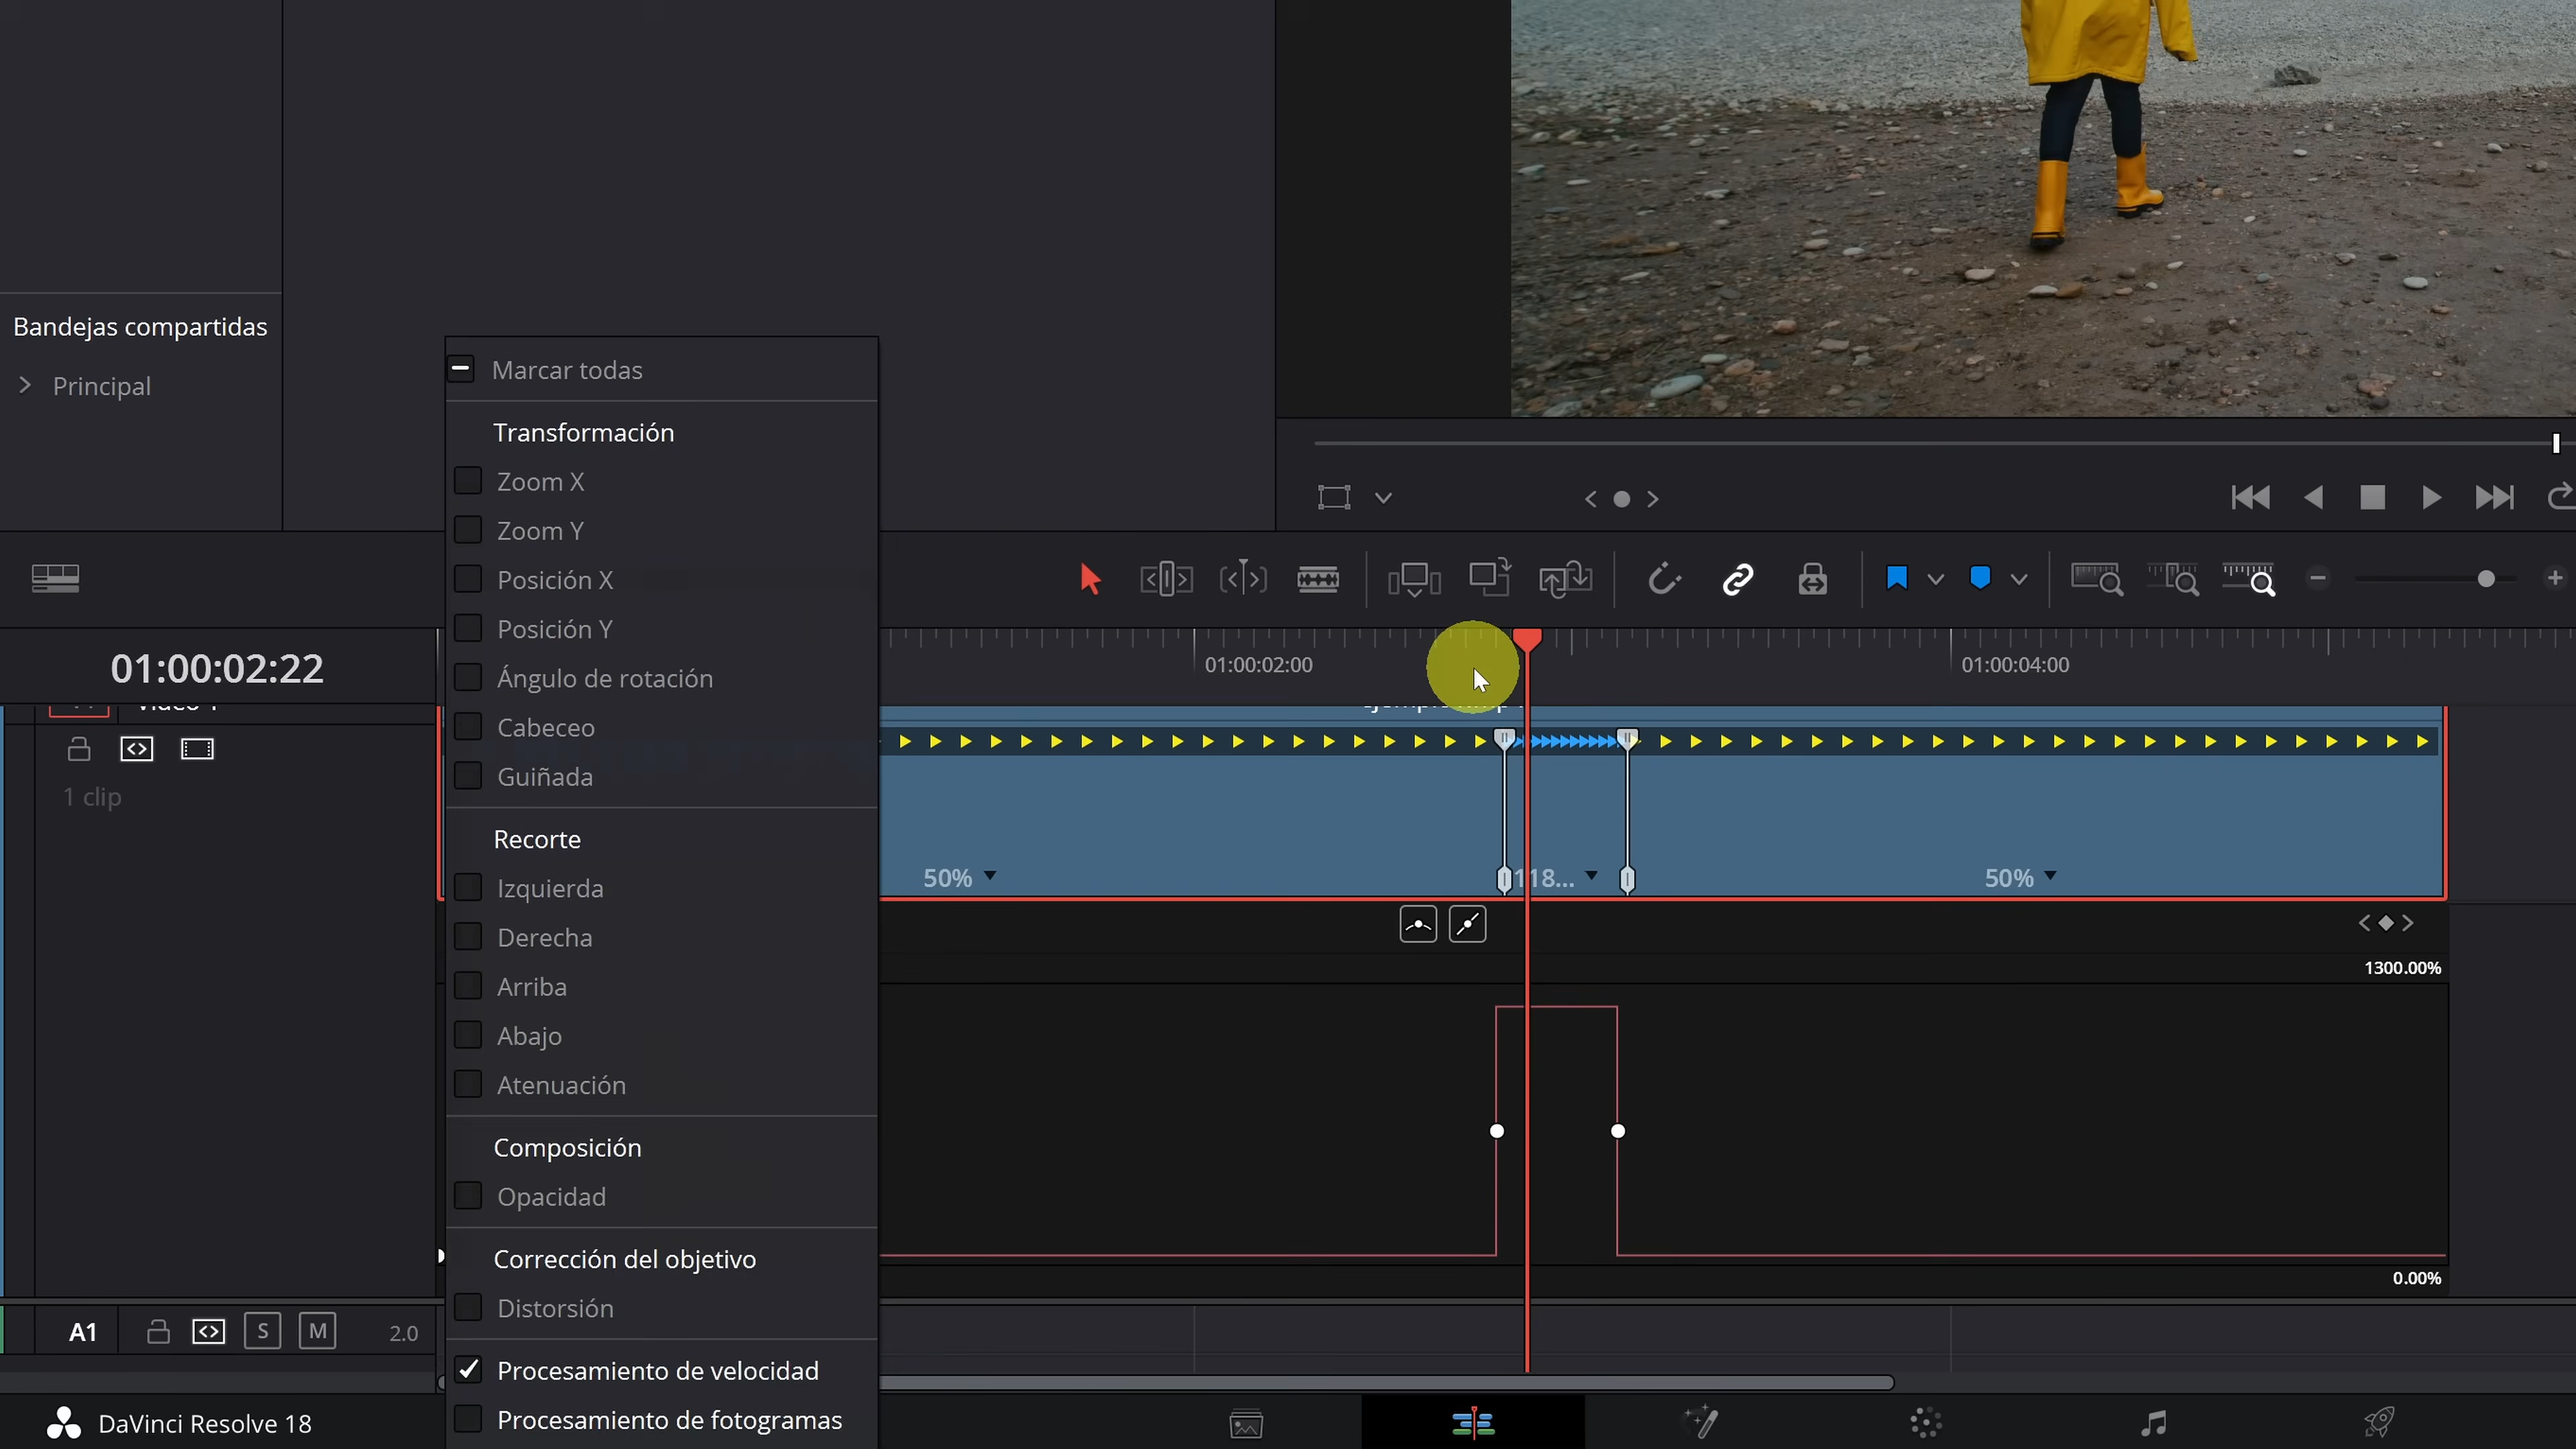 Bandejas compartidas
Principal
Marcar todas
Transformación
Zoom X
Zoom Y
Posición X
Posición Y
Ángulo de rotación
Cabeceo
Guiñada
Recorte
Izquierda
Derecha
Arriba
Abajo
Atenuación
Composición
Opacidad
Corrección del objetivo
Distorsión
Procesamiento de velocidad
Procesamiento de fotogramas
01:00:02:22
01:00:02:00
01:00:04:00
1 clip
50%
118...
50%
1300.00%
0.00%
A1
S
M
2.0
DaVinci Resolve 18